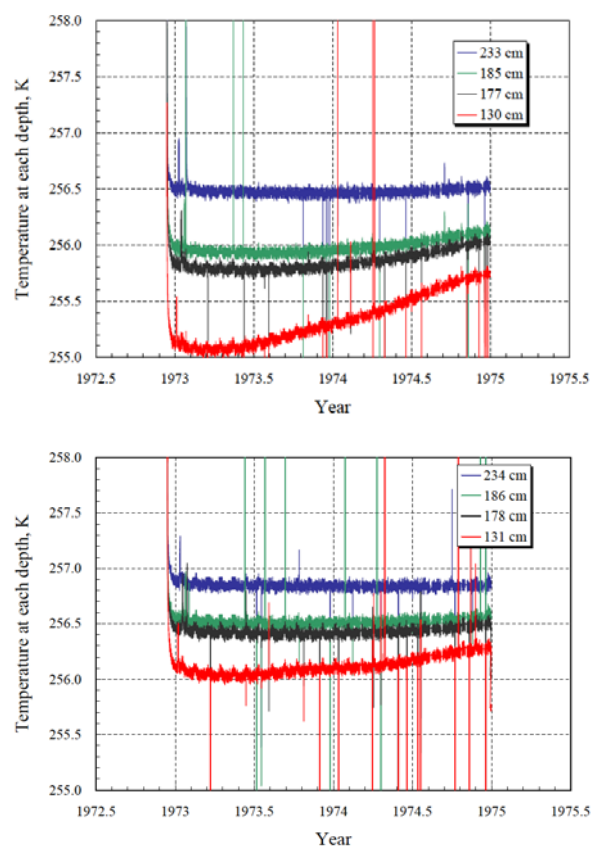 258.0
257.5
257.0
256.5
256.0
255.5
255.0
Temperature at each depth, K
233 cm
185 cm
177 cm
130 cm
1972.5 1973 1973.5 1974 1974.5 1975 1975.5
Year
258.0
257.5
257.0
256.5
256.0
255.5
255.0
Temperature at each depth, K
234 cm
186 cm
178 cm
131 cm
1972.5 1973 1973.5 1974 1974.5 1975 1975.5
Year